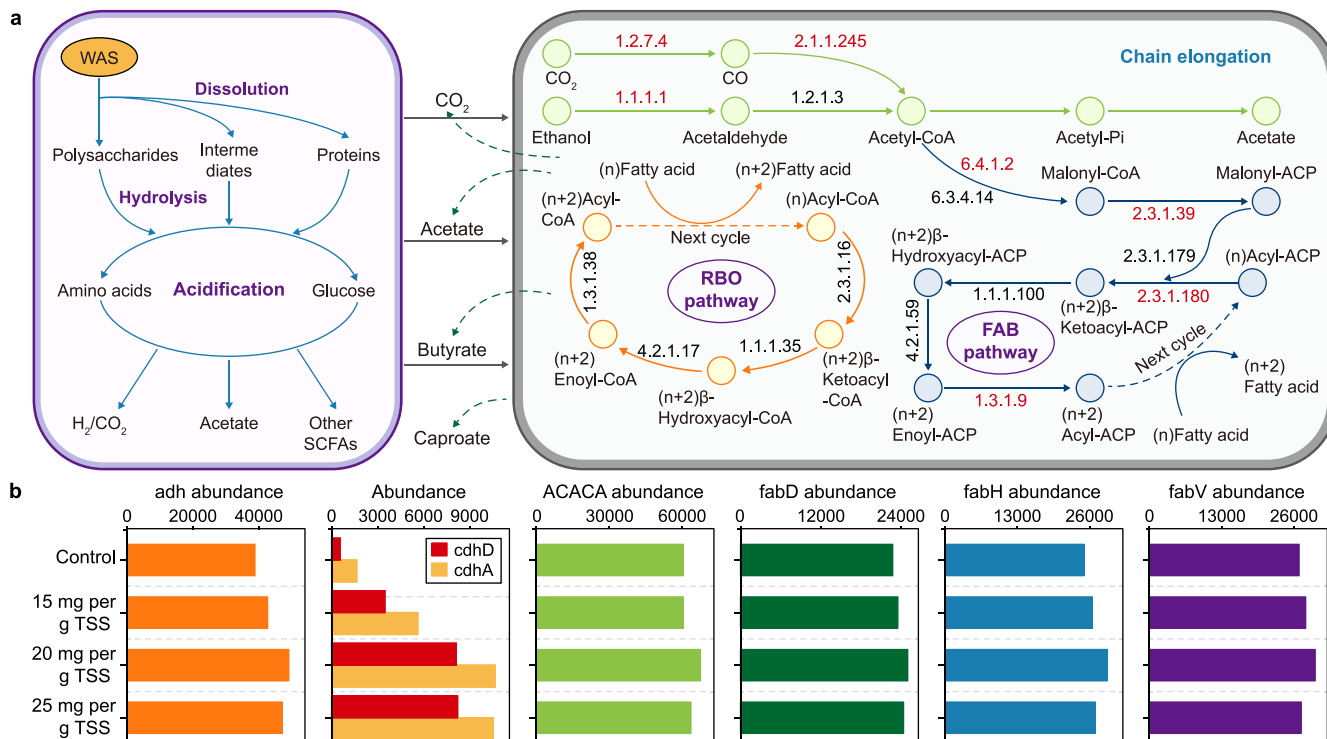 a
WAS
Dissolution
Polysaccharides
Interme
diates
Proteins
Hydrolysis
Amino acids
Acidification
Glucose
H2/CO2
Acetate
Other
SCFAs
CO2
Acetate
Butyrate
Caproate
Chain elongation
1.2.7.4
2.1.1.245
CO2
CO
1.1.1.1
1.2.1.3
Ethanol
Acetaldehyde
Acetyl-CoA
Acetyl-Pi
Acetate
(n)Fatty acid
(n+2)Fatty acid
6.4.1.2
6.3.4.14
Malonyl-CoA
Malonyl-ACP
2.3.1.39
(n+2)Acyl-
CoA
(n)Acyl-CoA
Next cycle
RBO
pathway
2.3.1.16
1.3.1.38
(n+2)
Enoyl-CoA
4.2.1.17
1.1.1.35
(n+2)β-
Hydroxyacyl-CoA
(n+2)β-
Ketoacyl
-CoA
2.3.1.179
(n+2)β-
Hydroxyacyl-ACP
(n)Acyl-ACP
1.1.1.100
2.3.1.180
(n+2)β-
Ketoacyl-ACP
4.2.1.59
FAB
pathway
Next cycle
1.3.1.9
(n+2)
Enoyl-ACP
(n+2)
Acyl-ACP
(n+2)
Fatty acid
(n)Fatty acid
b
adh abundance
0 20000 40000
Abundance
0 3000 6000 9000
ACACA abundance
0 30000 60000
fabD abundance
0 12000 24000
fabH abundance
0 13000 26000
fabV abundance
0 13000 26000
cdhD
cdhA
Control
15 mg per
g TSS
20 mg per
g TSS
25 mg per
g TSS